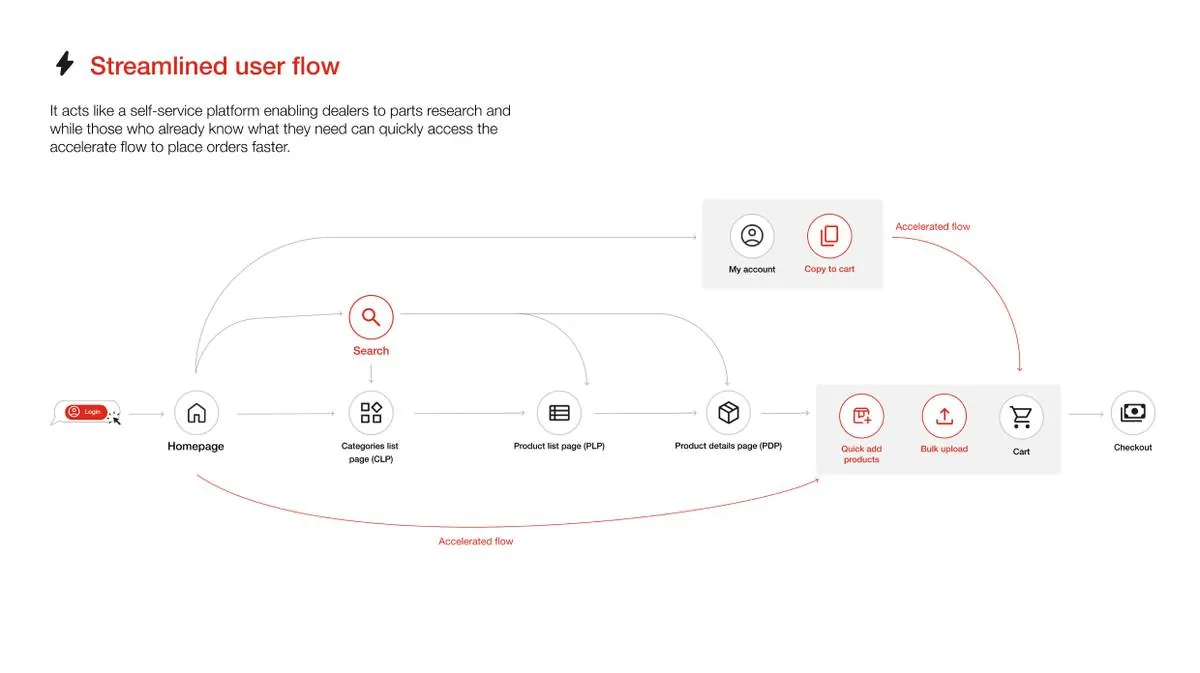 Streamlined user flow
It acts like a self-service platform enabling dealers to parts research and
while those who already know what they need can quickly access the
accelerate flow to place orders faster.
Accelerated flow
My account
Copy to cart
Search
Login
Homepage
Categories list
page (CLP)
Product list page (PLP)
Product details page (PDP)
Quick add
products
Bulk upload
Cart
Checkout
Accelerated flow